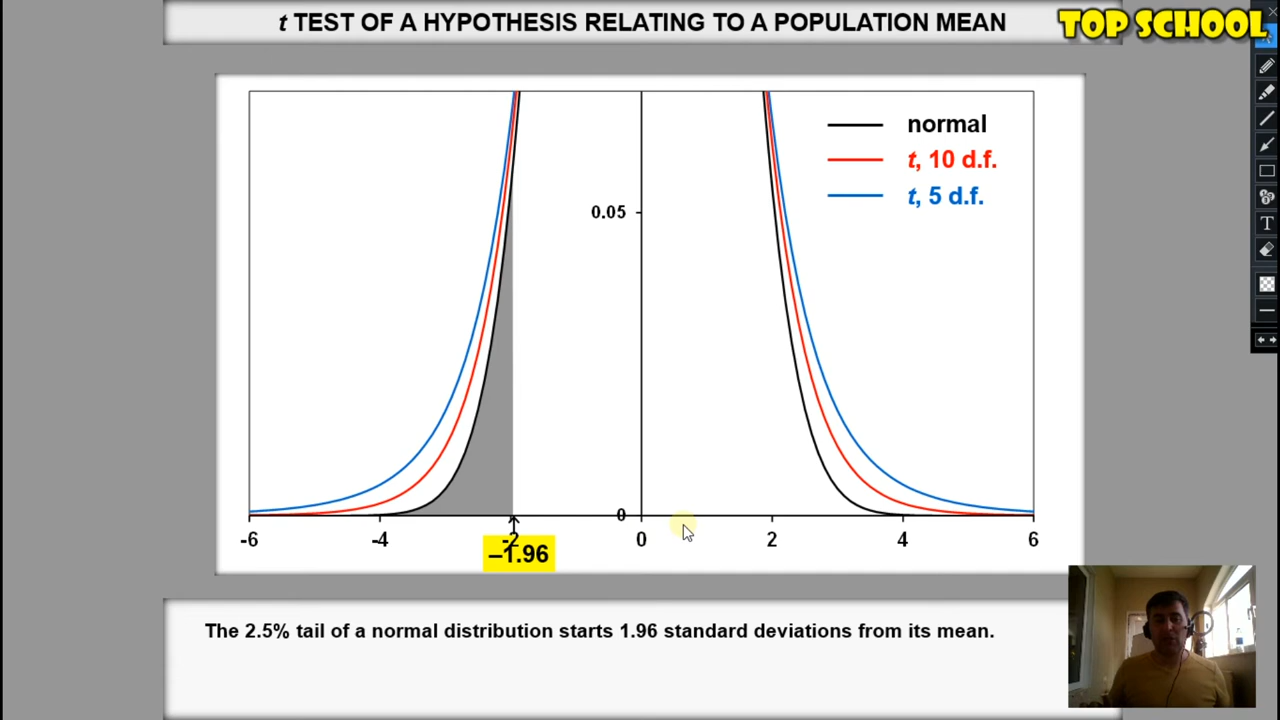 t TEST OF A HYPOTHESIS RELATING TO A POPULATION MEAN
TOP SCHOOL
normal
t, 10 d.f.
t, 5 d.f.
0.05
0
-6 -4 -2 0 2 4 6
–1.96
The 2.5% tail of a normal distribution starts 1.96 standard deviations from its mean.
T